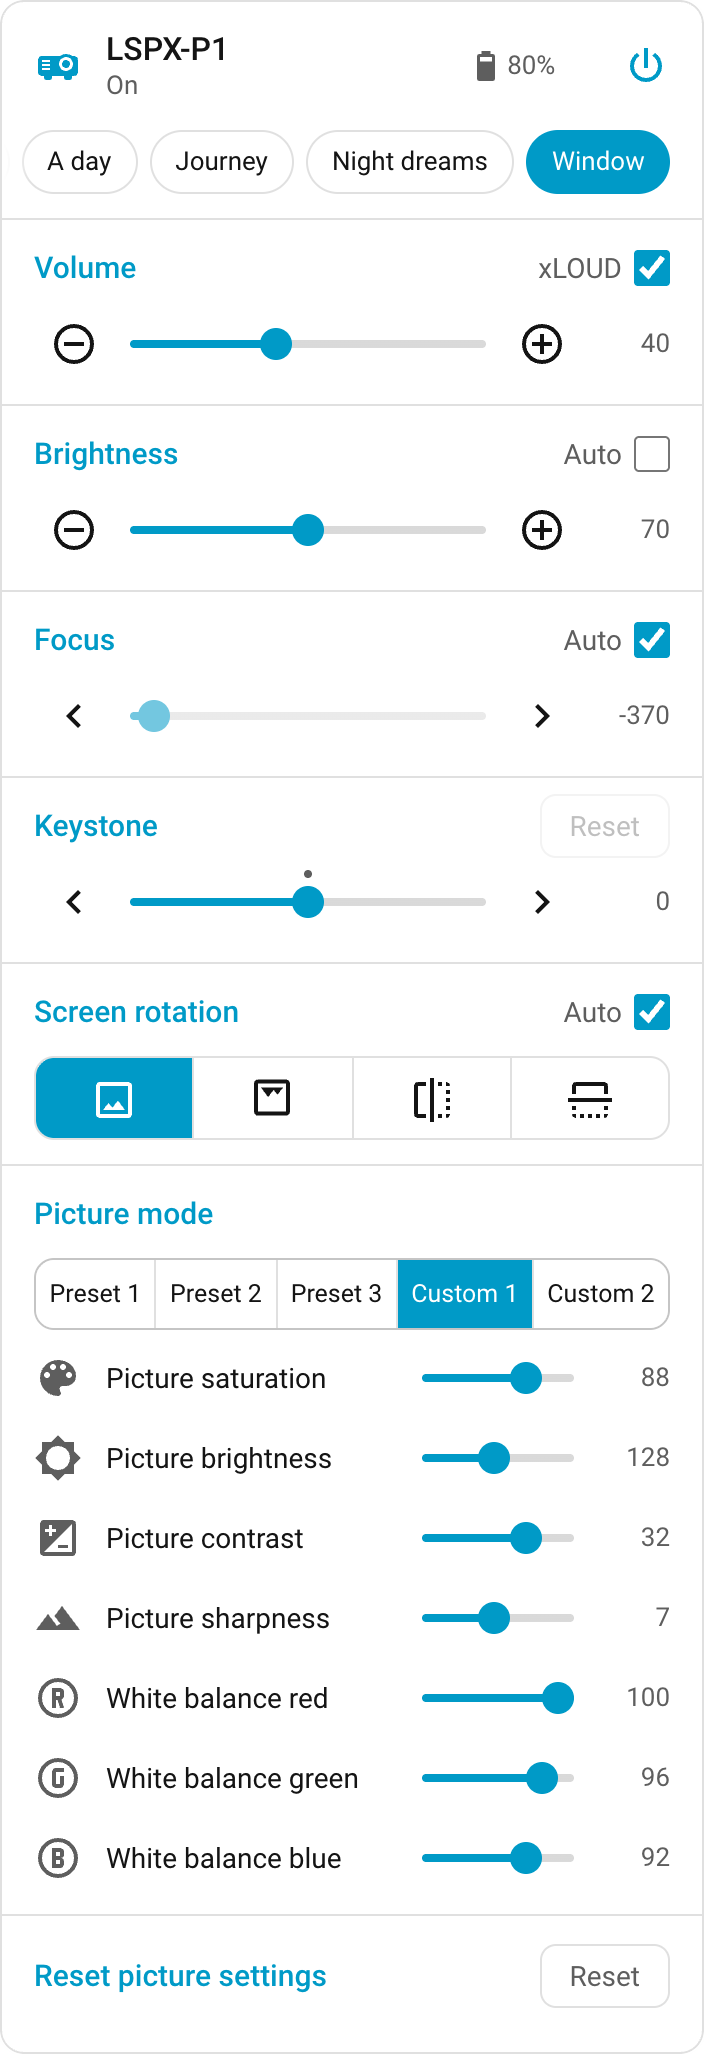 LSPX-P1
On
80%
A day
Journey
Night dreams
Window
Volume
xLOUD
40
Brightness
Auto
70
Focus
Auto
-370
Keystone
Reset
0
Screen rotation
Auto
Picture mode
Preset 1
Preset 2
Preset 3
Custom 1
Custom 2
Picture saturation
88
Picture brightness
128
Picture contrast
32
Picture sharpness
7
R
White balance red
100
G
White balance green
96
B
White balance blue
92
Reset picture settings
Reset